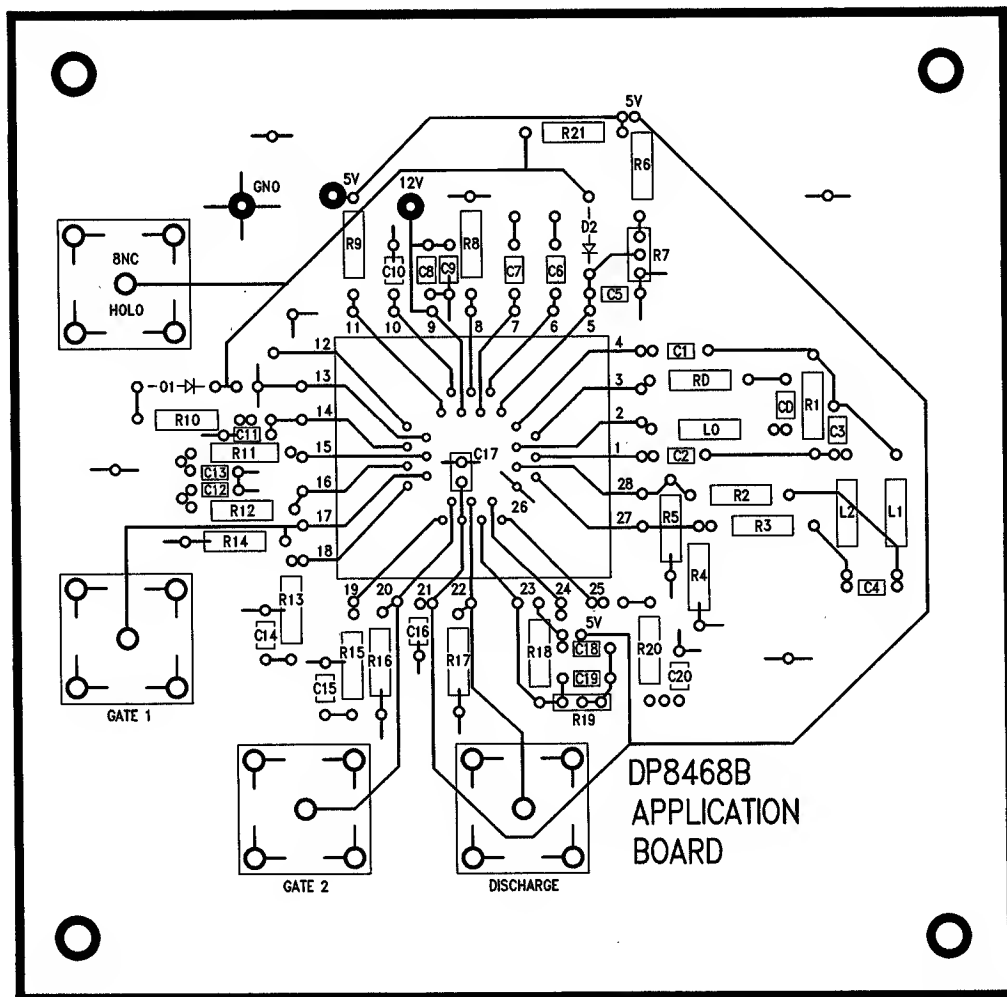 5V
R21
R6
GNO
5V
12V
R9
C10
C8
C9
R8
C7
C6
D2
R7
C5
8NC
HOLO
11
10
9
8
7
6
5
12
4
C1
13
3
RD
O1
CD
R1
R10
14
2
LO
C3
C11
15
C17
1
C2
R11
C13
C12
16
28
R2
26
R12
17
27
R5
R3
L2
L1
R14
18
R4
C4
R13
19
20
21
22
23
24
25
C14
C16
5V
R15
R16
R17
R18
C18
R20
C15
C19
C20
R19
GATE 1
DP8468B
APPLICATION
BOARD
GATE 2
DISCHARGE